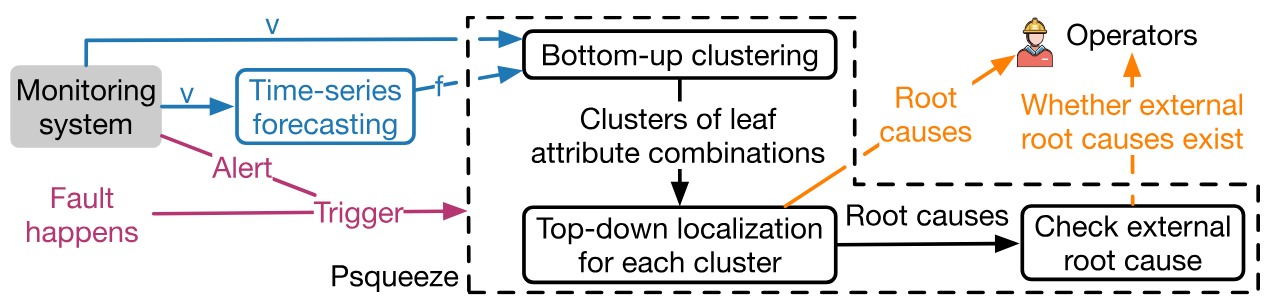 v
Monitoring
system
v
Time-series
forecasting
f
Bottom-up clustering
Operators
Clusters of leaf
attribute combinations
Root
causes
Whether external
root causes exist
Alert
Fault
happens
Trigger
Top-down localization
for each cluster
Root causes
Check external
root cause
Psqueeze